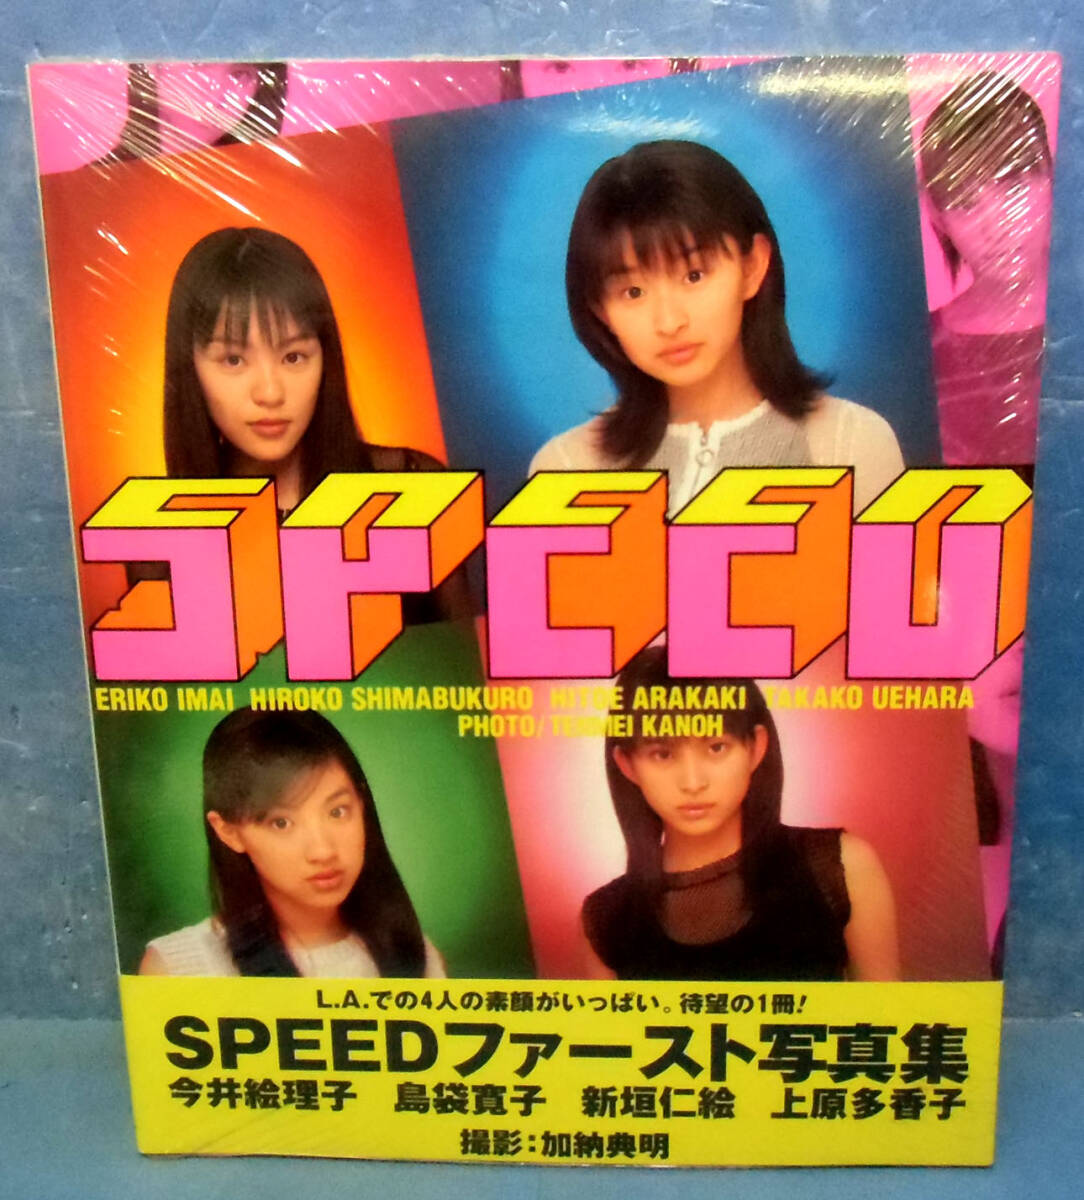 SPEED
ERIKO IMAI HIROKO SHIMABUKURO HITOE ARAKAKI TAKAKO UEHARA
PHOTO/TENMEI KANOH
L.A.での4人の素顔がいっぱい。待望の1冊!
SPEEDファースト写真集
今井絵理子 島袋寛子 新垣仁絵 上原多香子
撮影:加納典明